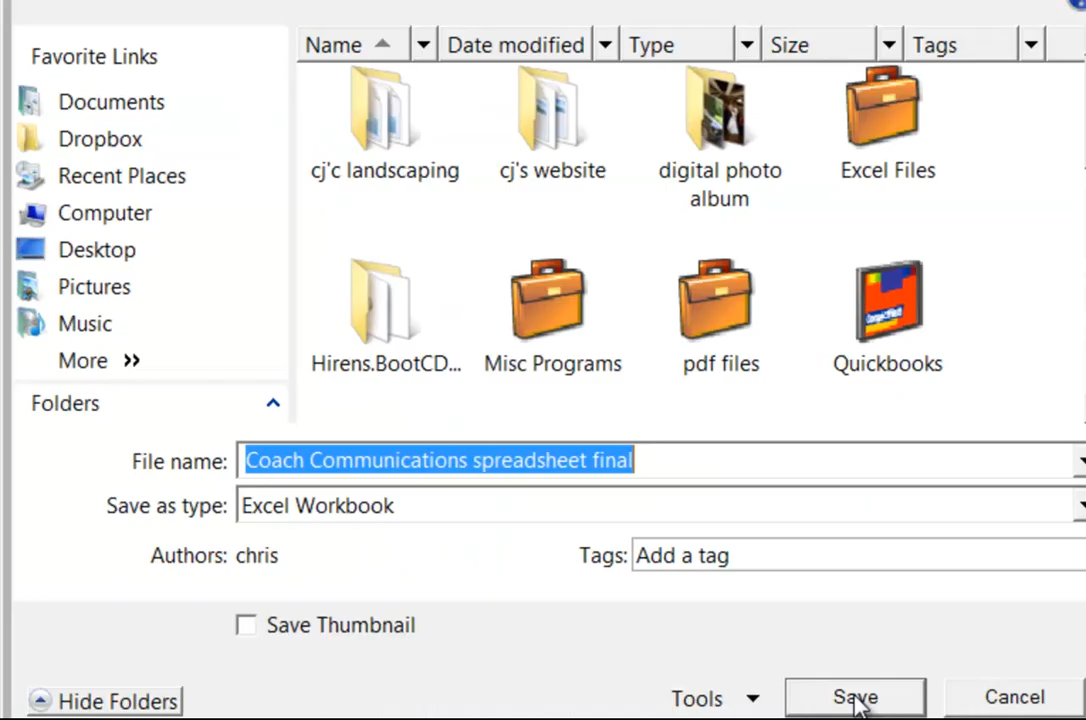 Name Date modified Type Size Tags
Favorite Links
Documents
Dropbox
Recent Places
Computer
Desktop
Pictures
Music
More
Folders
cj'c landscaping cj's website digital photo album Excel Files
Hirens.BootCD... Misc Programs pdf files Quickbooks
File name: Coach Communications spreadsheet final
Save as type: Excel Workbook
Authors: chris Tags: Add a tag
Save Thumbnail
Hide Folders Tools Save Cancel